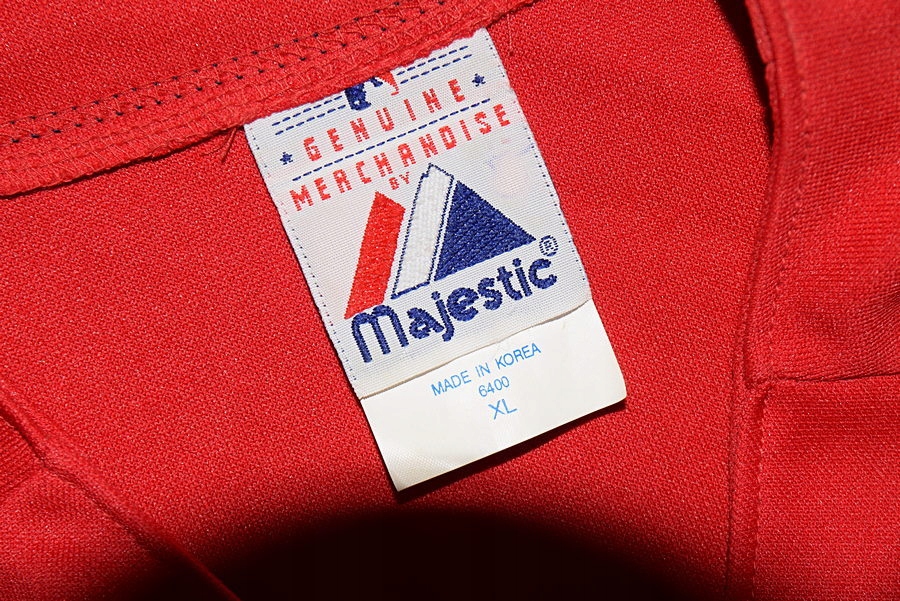 GENUINE
MERCHANDISE
BY
Majestic®
MADE IN KOREA
6400
XL